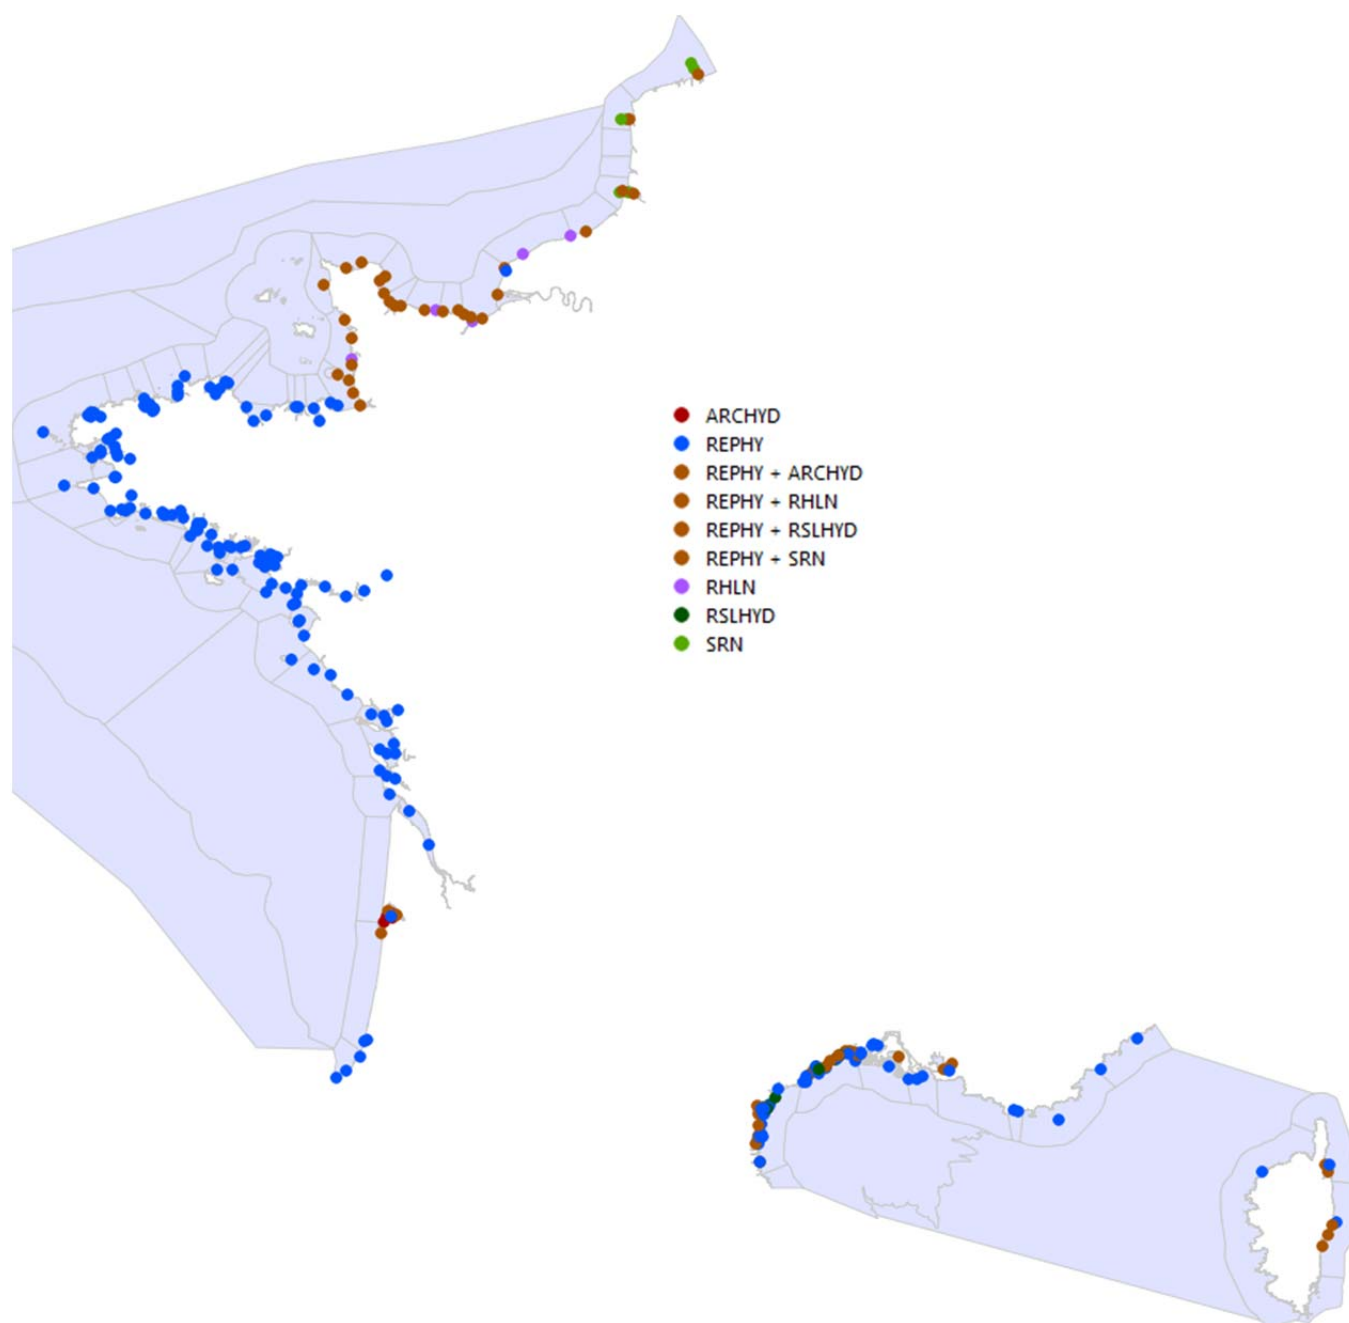 ARCHYD
REPHY
REPHY + ARCHYD
REPHY + RHLN
REPHY + RSLHYD
REPHY + SRN
RHLN
RSLHYD
SRN